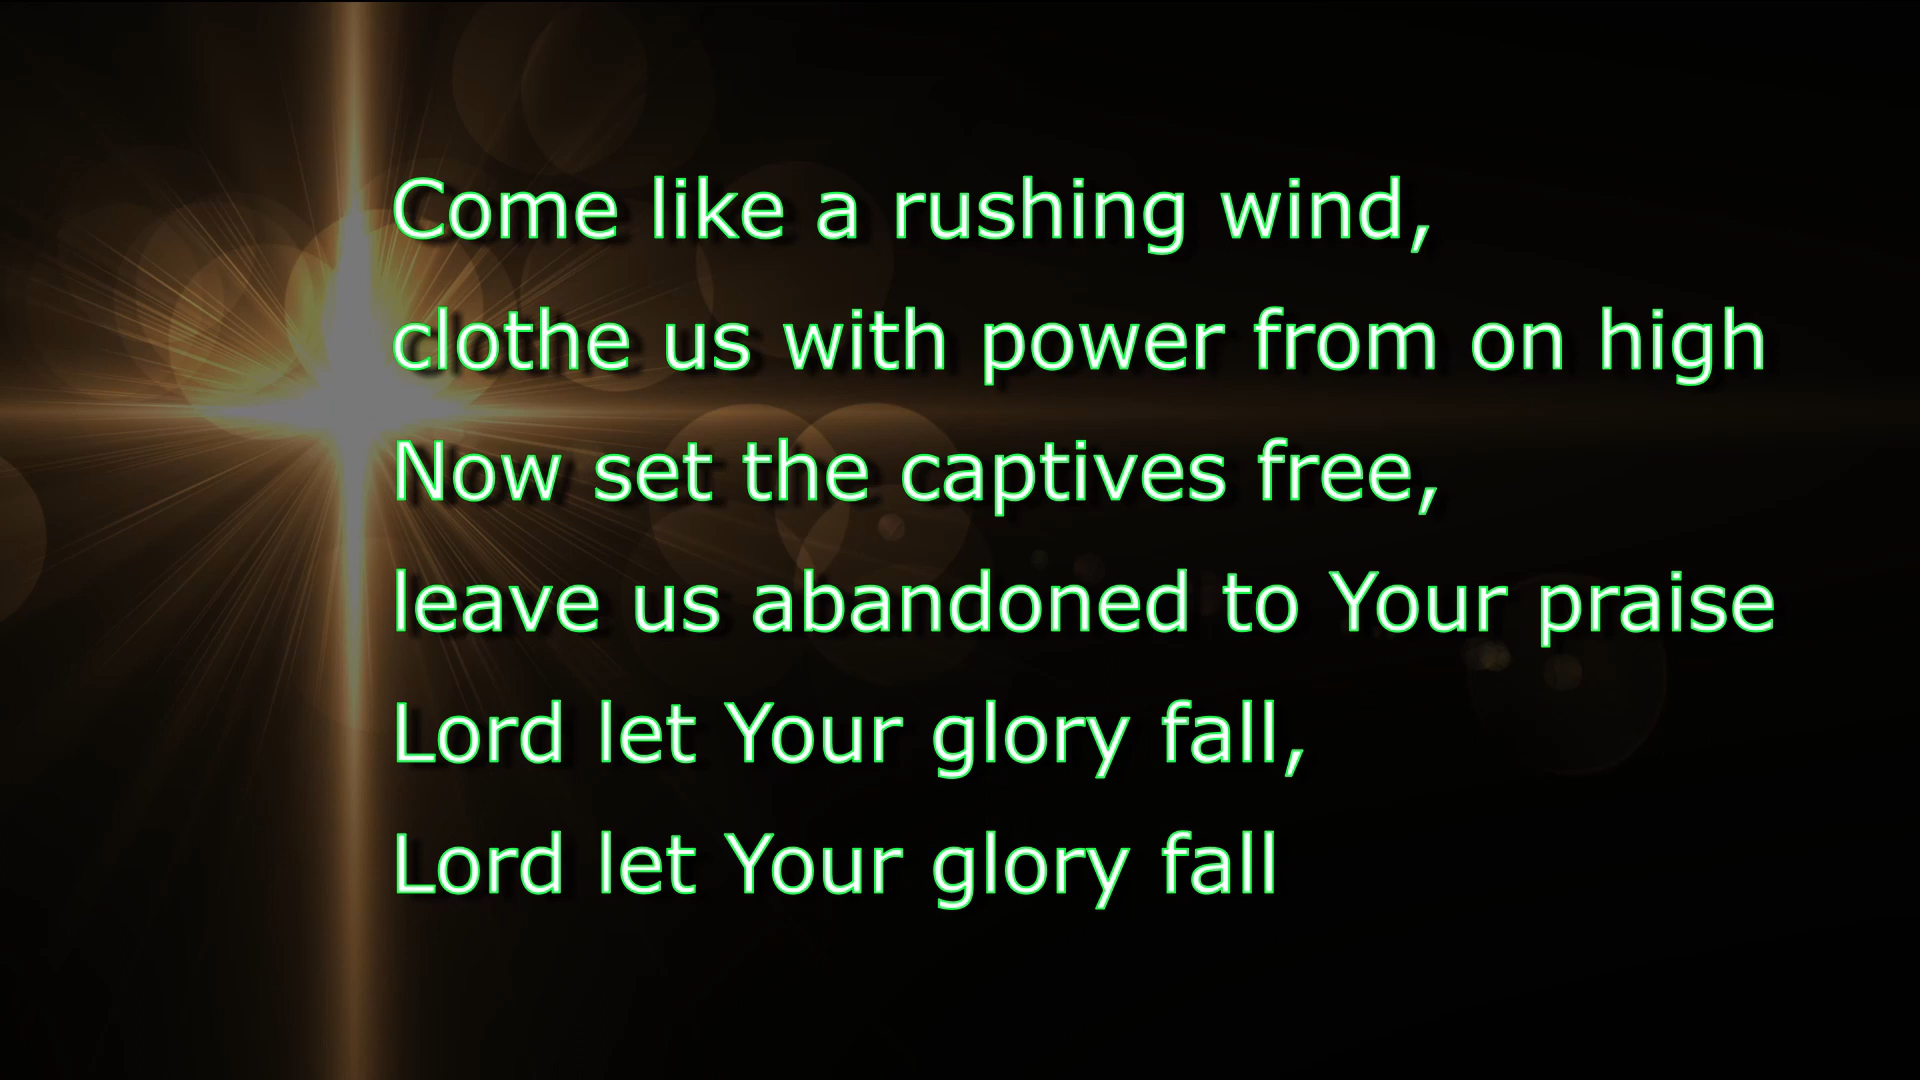 Come like a rushing wind,
clothe us with power from on high
Now set the captives free,
leave us abandoned to Your praise
Lord let Your glory fall,
Lord let Your glory fall